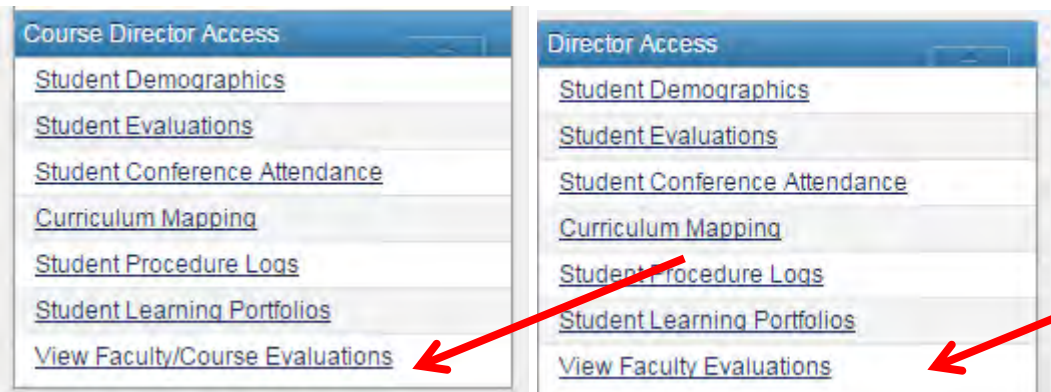 Course Director Access
Student Demographics
Student Evaluations
Student Conference Attendance
Curriculum Mapping
Student Procedure Logs
Student Learning Portfolios
View Faculty/Course Evaluations
Director Access
Student Demographics
Student Evaluations
Student Conference Attendance
Curriculum Mapping
Student Procedure Logs
Student Learning Portfolios
View Faculty Evaluations